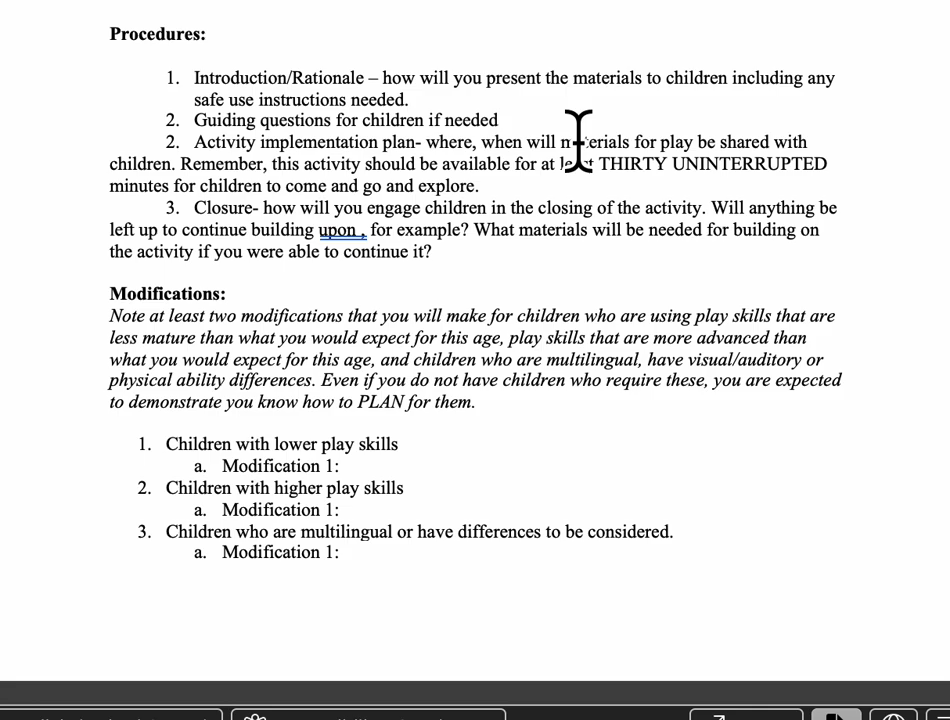 Procedures:
1. Introduction/Rationale – how will you present the materials to children including any
safe use instructions needed.
2. Guiding questions for children if needed
2. Activity implementation plan- where, when will materials for play be shared with
children. Remember, this activity should be available for at least THIRTY UNINTERRUPTED
minutes for children to come and go and explore.
3. Closure- how will you engage children in the closing of the activity. Will anything be
left up to continue building upon , for example? What materials will be needed for building on
the activity if you were able to continue it?
Modifications:
Note at least two modifications that you will make for children who are using play skills that are
less mature than what you would expect for this age, play skills that are more advanced than
what you would expect for this age, and children who are multilingual, have visual/auditory or
physical ability differences. Even if you do not have children who require these, you are expected
to demonstrate you know how to PLAN for them.
1. Children with lower play skills
a. Modification 1:
2. Children with higher play skills
a. Modification 1:
3. Children who are multilingual or have differences to be considered.
a. Modification 1: